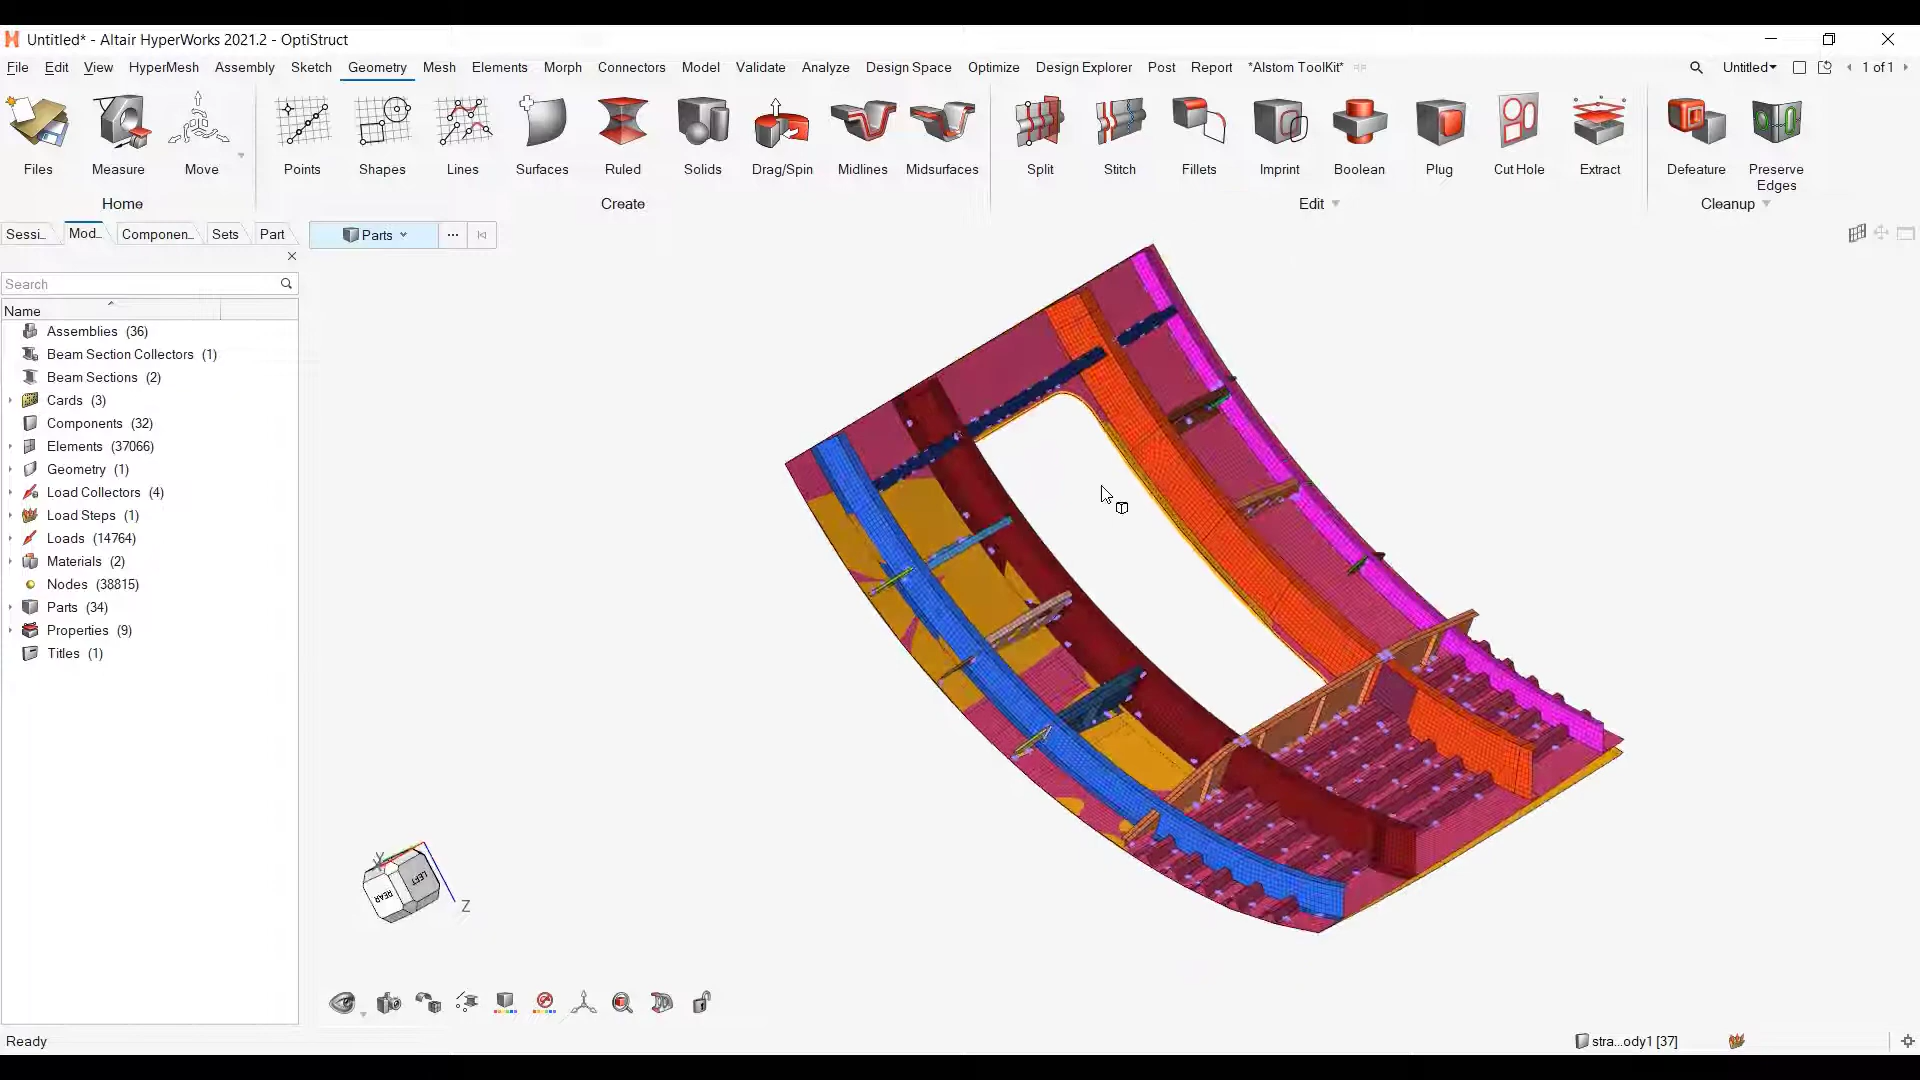 Untitled* - Altair HyperWorks 2021.2 - OptiStruct
File Edit View HyperMesh Assembly Sketch Geometry Mesh Elements Morph Connectors Model Validate Analyze Design Space Optimize Design Explorer Post Report *Alstom ToolKit* Untitled 1 of 1
Files Measure Move Points Shapes Lines Surfaces Ruled Solids Drag/Spin Midlines Midsurfaces Split Stitch Fillets Imprint Boolean Plug Cut Hole Extract Defeature Preserve Edges
Home Create Edit Cleanup
Sessi... Mod... Componen... Sets Part Parts ...
Search
Name
Assemblies (36)
Beam Section Collectors (1)
Beam Sections (2)
Cards (3)
Components (32)
Elements (37066)
Geometry (1)
Load Collectors (4)
Load Steps (1)
Loads (14764)
Materials (2)
Nodes (38815)
Parts (34)
Properties (9)
Titles (1)
Y
LEFT
REAR
Z
Ready stra...ody1 [37]